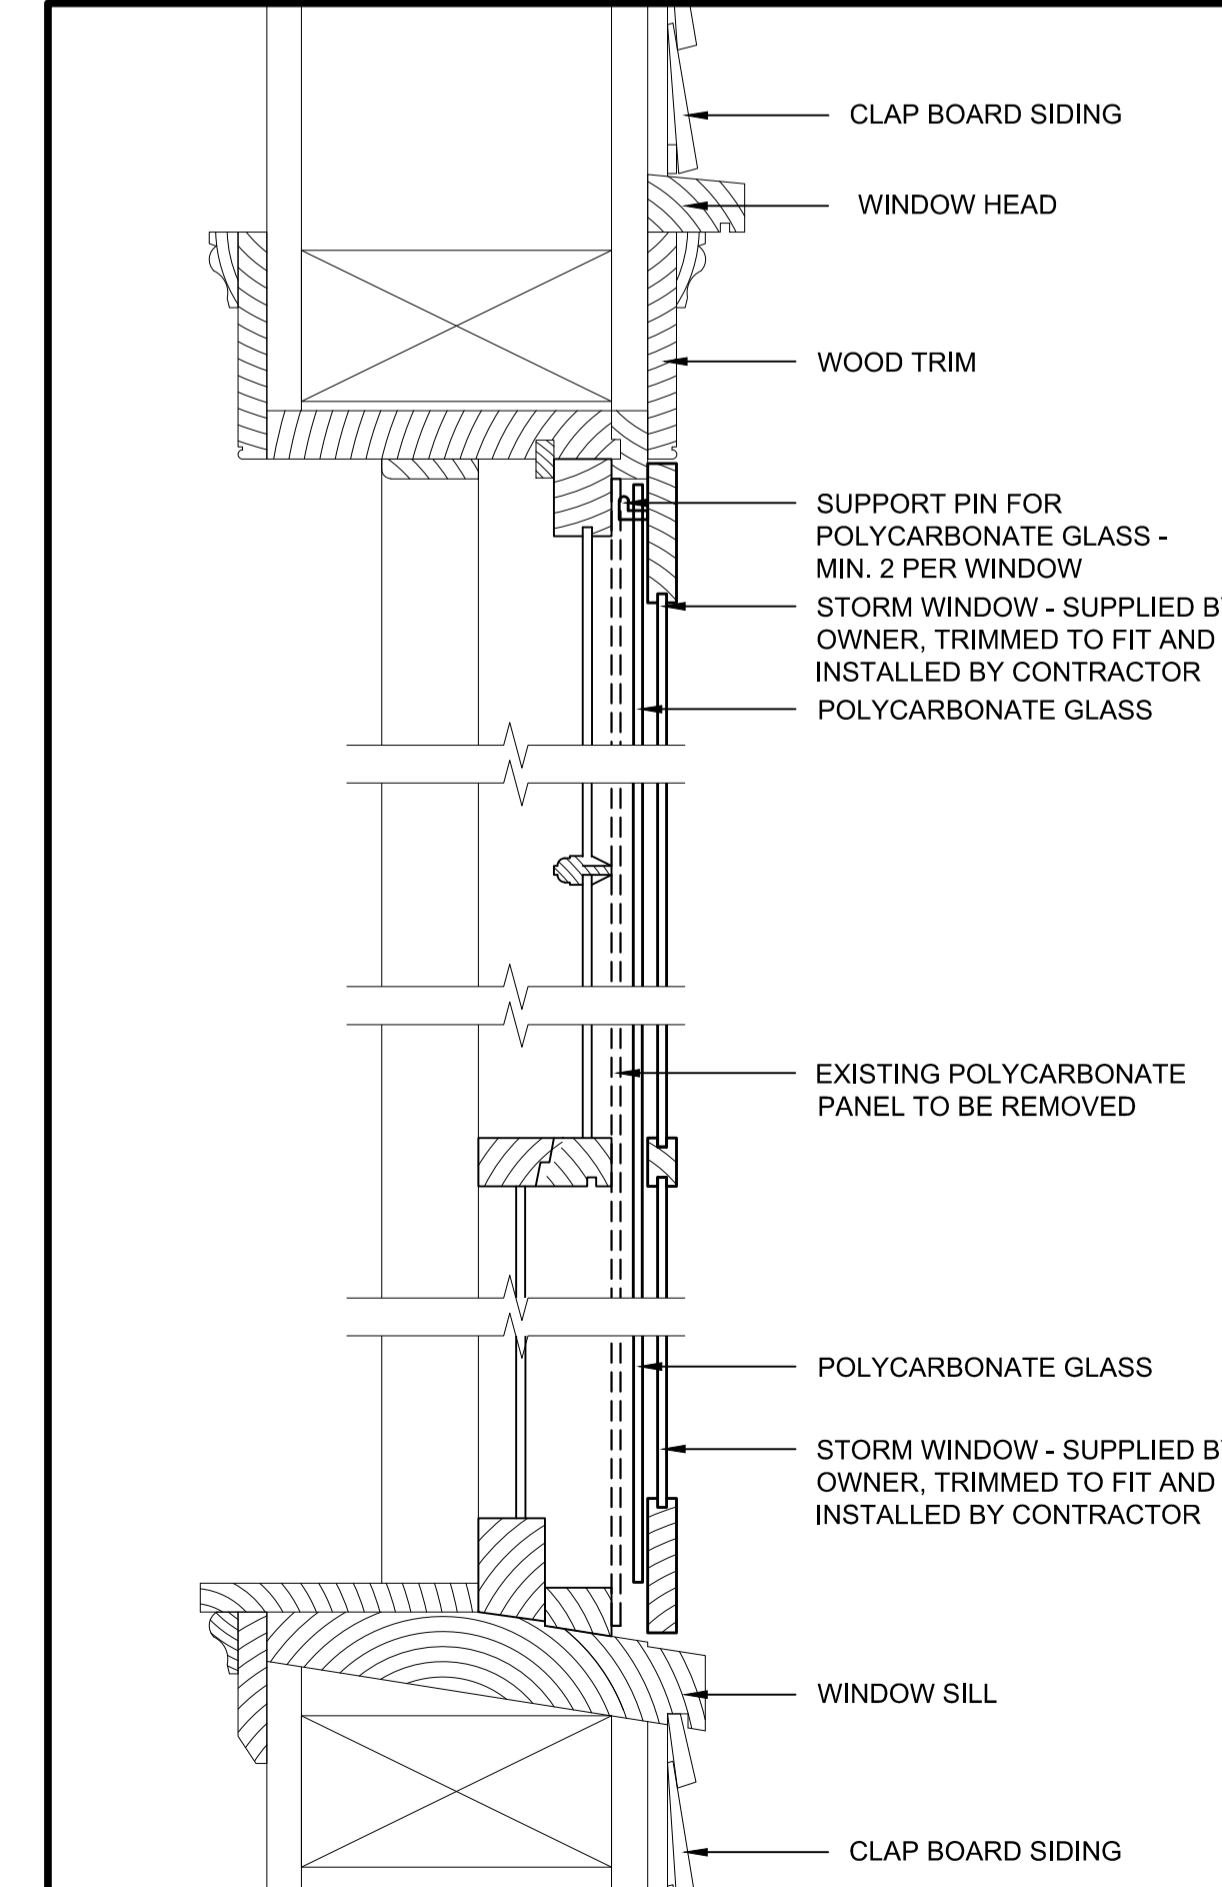 CLAP BOARD SIDING
WINDOW HEAD
WOOD TRIM
SUPPORT PIN FOR
POLYCARBONATE GLASS -
MIN. 2 PER WINDOW
STORM WINDOW - SUPPLIED BY
OWNER, TRIMMED TO FIT AND
INSTALLED BY CONTRACTOR
POLYCARBONATE GLASS
EXISTING POLYCARBONATE
PANEL TO BE REMOVED
POLYCARBONATE GLASS
STORM WINDOW - SUPPLIED BY
OWNER, TRIMMED TO FIT AND
INSTALLED BY CONTRACTOR
WINDOW SILL
CLAP BOARD SIDING